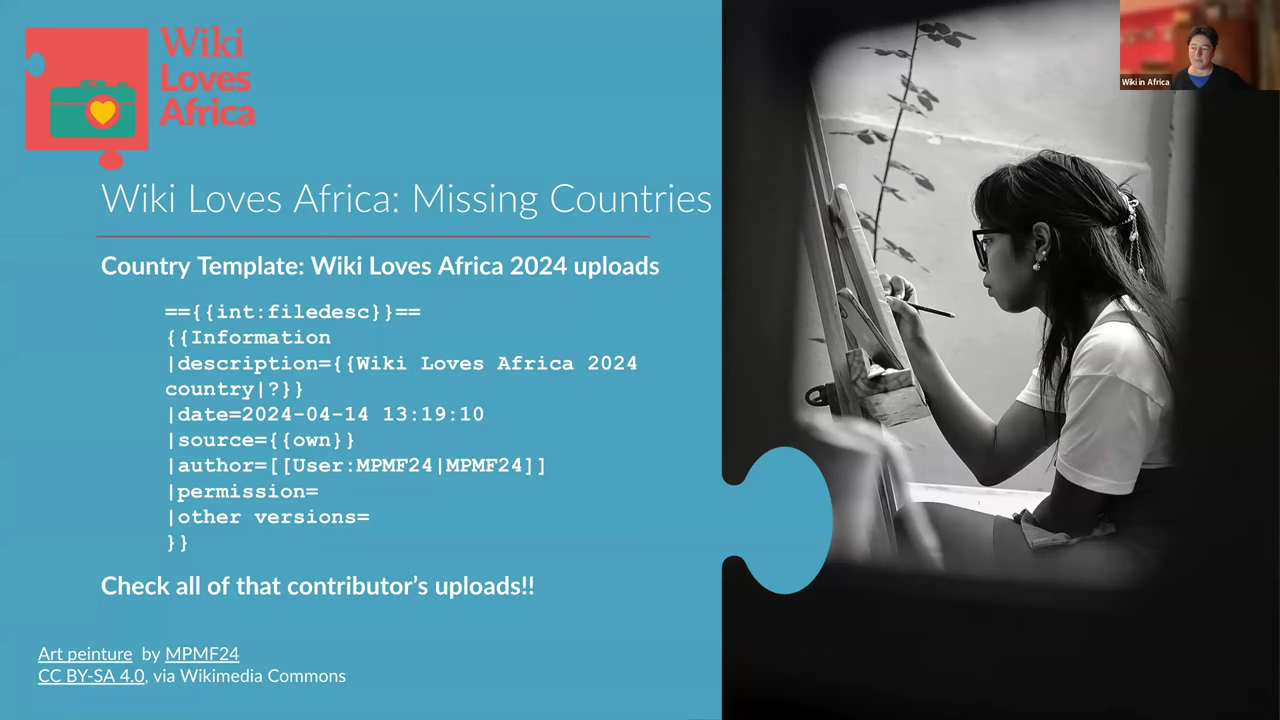 Wiki
Loves
Africa
Wiki in Africa
Wiki Loves Africa: Missing Countries
Country Template: Wiki Loves Africa 2024 uploads
=={{int:filedesc}}==
{{Information
|description={{Wiki Loves Africa 2024
country|?}}
|date=2024-04-14 13:19:10
|source={{own}}
|author=[[User:MPMF24|MPMF24]]
|permission=
|other versions=
}}
Check all of that contributor’s uploads!!
Art peinture by MPMF24
CC BY-SA 4.0, via Wikimedia Commons